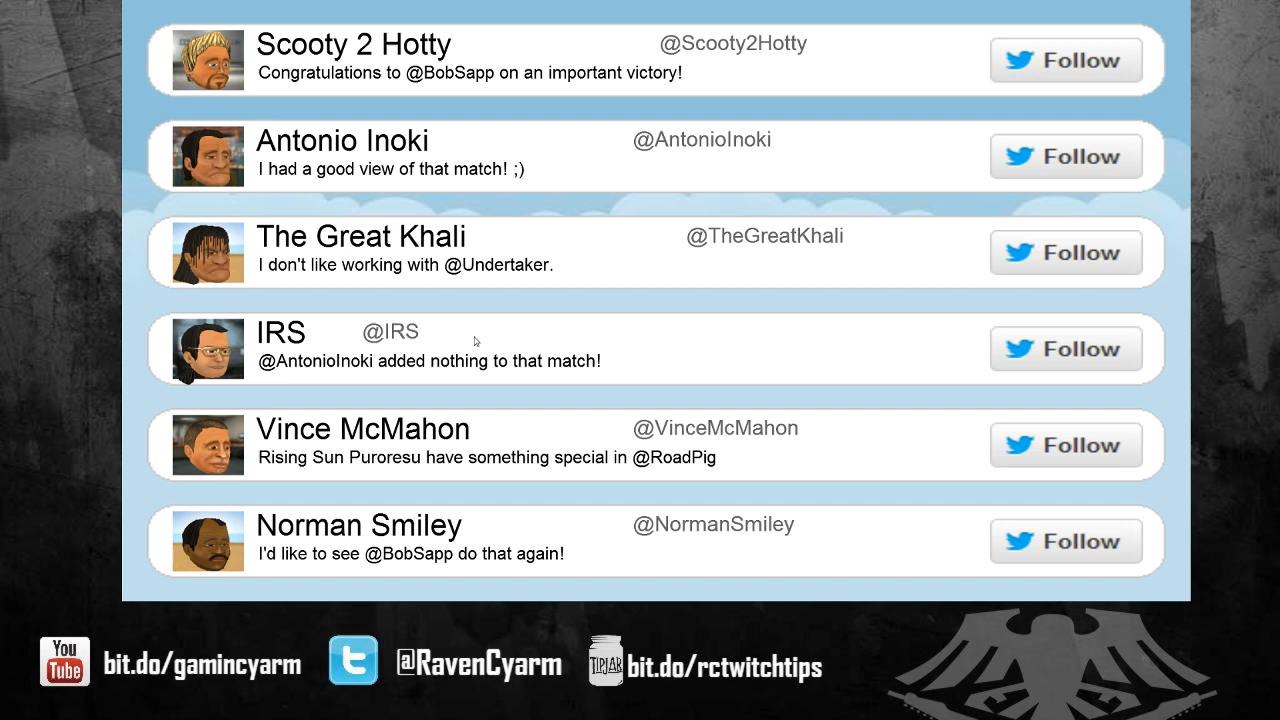 Scooty 2 Hotty @Scooty2Hotty
Congratulations to @BobSapp on an important victory!
Follow
Antonio Inoki @AntonioInoki
I had a good view of that match! ;)
Follow
The Great Khali @TheGreatKhali
I don't like working with @Undertaker.
Follow
IRS @IRS
@AntonioInoki added nothing to that match!
Follow
Vince McMahon @VinceMcMahon
Rising Sun Puroresu have something special in @RoadPig
Follow
Norman Smiley @NormanSmiley
I'd like to see @BobSapp do that again!
Follow
You Tube bit.do/gamincyarm @RavenCyarm TIPJAR bit.do/rctwitchtips